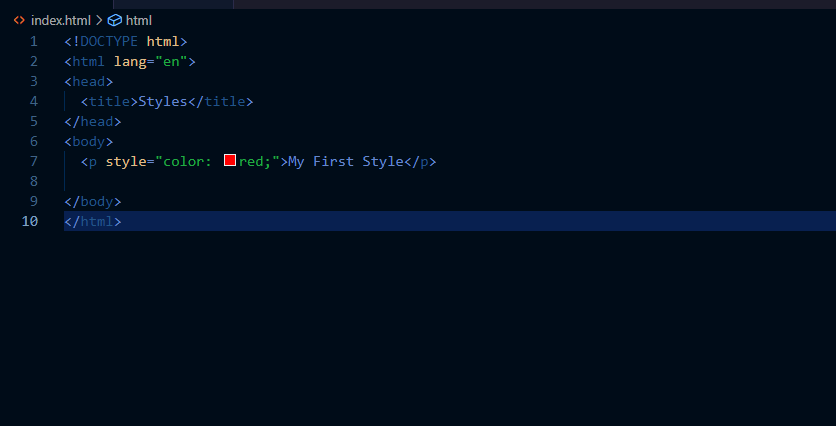 index.html > html
1 <!DOCTYPE html>
2 <html lang="en">
3 <head>
4   <title>Styles</title>
5 </head>
6 <body>
7   <p style="color: red;">My First Style</p>
8
9 </body>
10 </html>